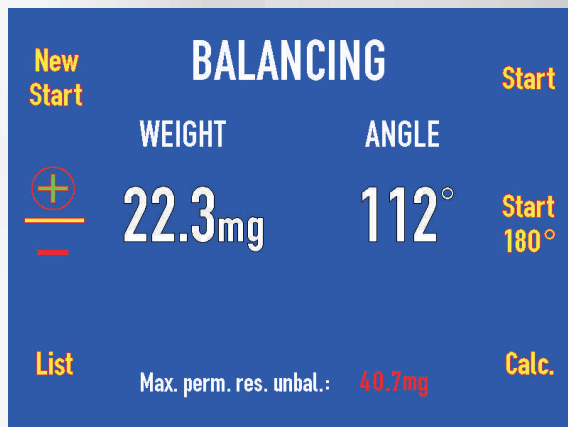 New
Start
BALANCING
Start
WEIGHT
ANGLE
+
−
22.3mg
112°
Start
180°
List
Max. perm. res. unbal.: 40.7mg
Calc.